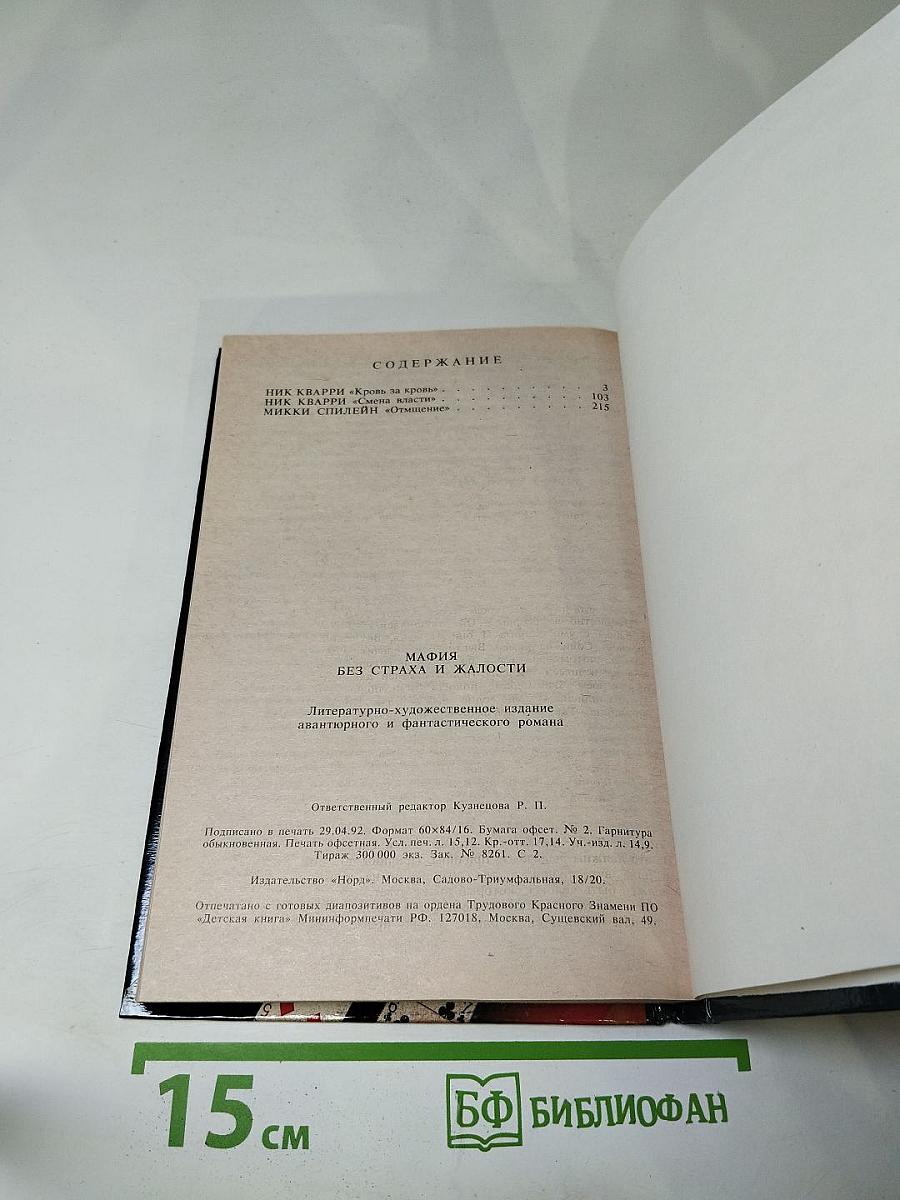 СОДЕРЖАНИЕ
НИК КВАРРИ «Кровь за кровь» . . . . . . . . . . 3
НИК КВАРРИ «Смена власти» . . . . . . . . . . 103
МИККИ СПИЛЕЙН «Отмщение» . . . . . . . . . 215
МАФИЯ
БЕЗ СТРАХА И ЖАЛОСТИ
Литературно-художественное издание
авантюрного и фантастического романа
Ответственный редактор Кузнецова Р. П.
Подписано в печать 29.04.92. Формат 60×84/16. Бумага офсет. № 2. Гарнитура
обыкновенная. Печать офсетная. Усл. печ. л. 15,12. Кр.-отт. 17,14. Уч.-изд. л. 14,9.
Тираж 300 000 экз. Зак. № 8261. С 2.
Издательство «Норд». Москва, Садово-Триумфальная, 18/20.
Отпечатано с готовых диапозитивов на ордена Трудового Красного Знамени ПО
«Детская книга» Мининформпечати РФ. 127018, Москва, Сущевский вал, 49.
15 см
БФ БИБЛИОФАН